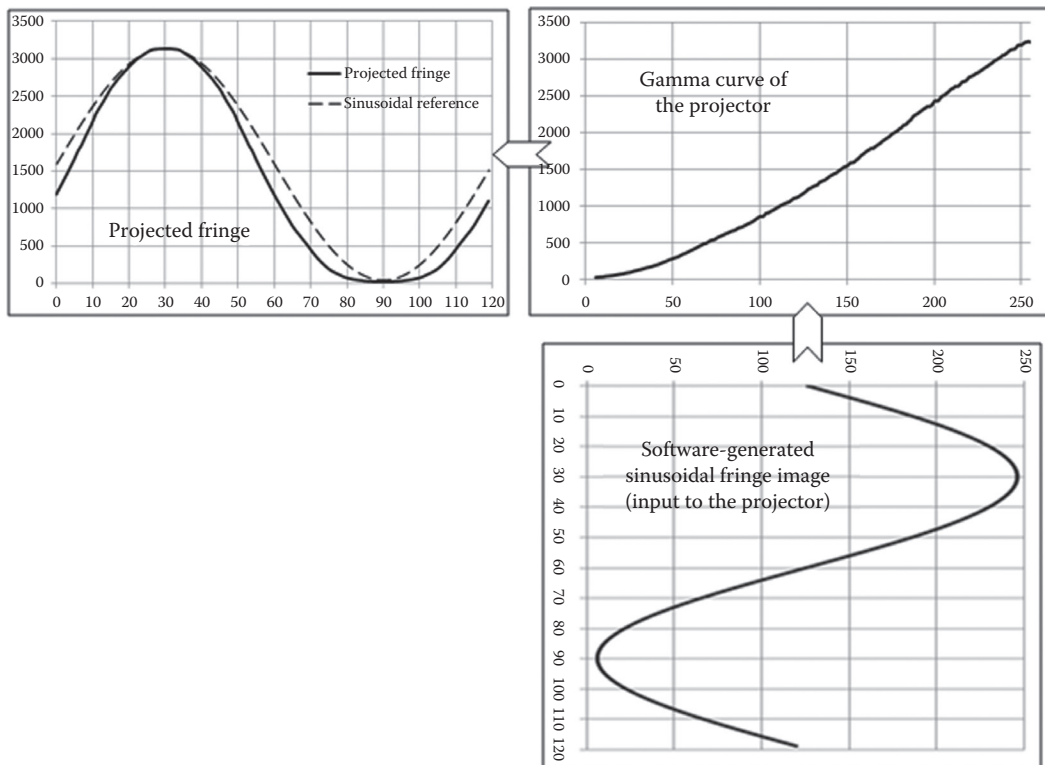 3500
3000
2500
2000
1500
1000
500
0
0 10 20 30 40 50 60 70 80 90 100 110 120
Projected fringe
Sinusoidal reference
Projected fringe
3500
3000
2500
2000
1500
1000
500
0
50 100 150 200 250
Gamma curve of
the projector
0 50 100 150 200 250
0
10
20
30
40
50
60
70
80
90
100
110
120
Software-generated
sinusoidal fringe image
(input to the projector)